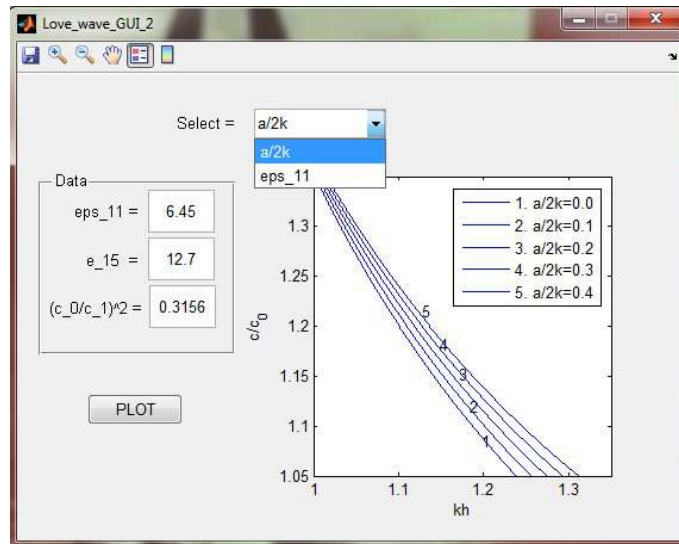 Love_wave_GUI_2
Select =
a/2k
a/2k
eps_11
Data
eps_11 =
6.45
e_15 =
12.7
(c_0/c_1)^2 =
0.3156
PLOT
1. a/2k=0.0
2. a/2k=0.1
3. a/2k=0.2
4. a/2k=0.3
5. a/2k=0.4
1.3
1.25
1.2
1.15
1.1
1.05
c/c0
5
4
3
2
1
1
1.1
1.2
1.3
kh